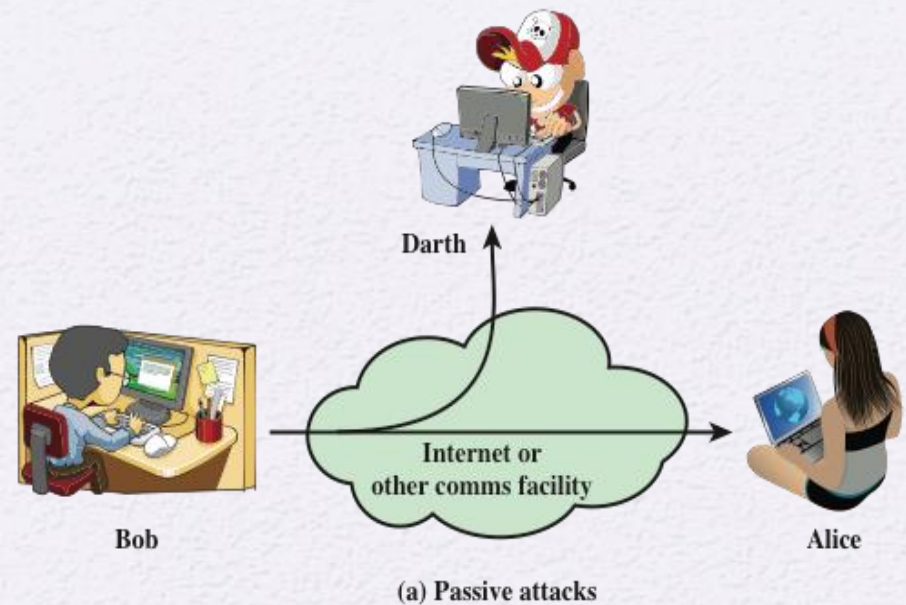 Darth
Internet or
other comms facility
Bob
Alice
(a) Passive attacks